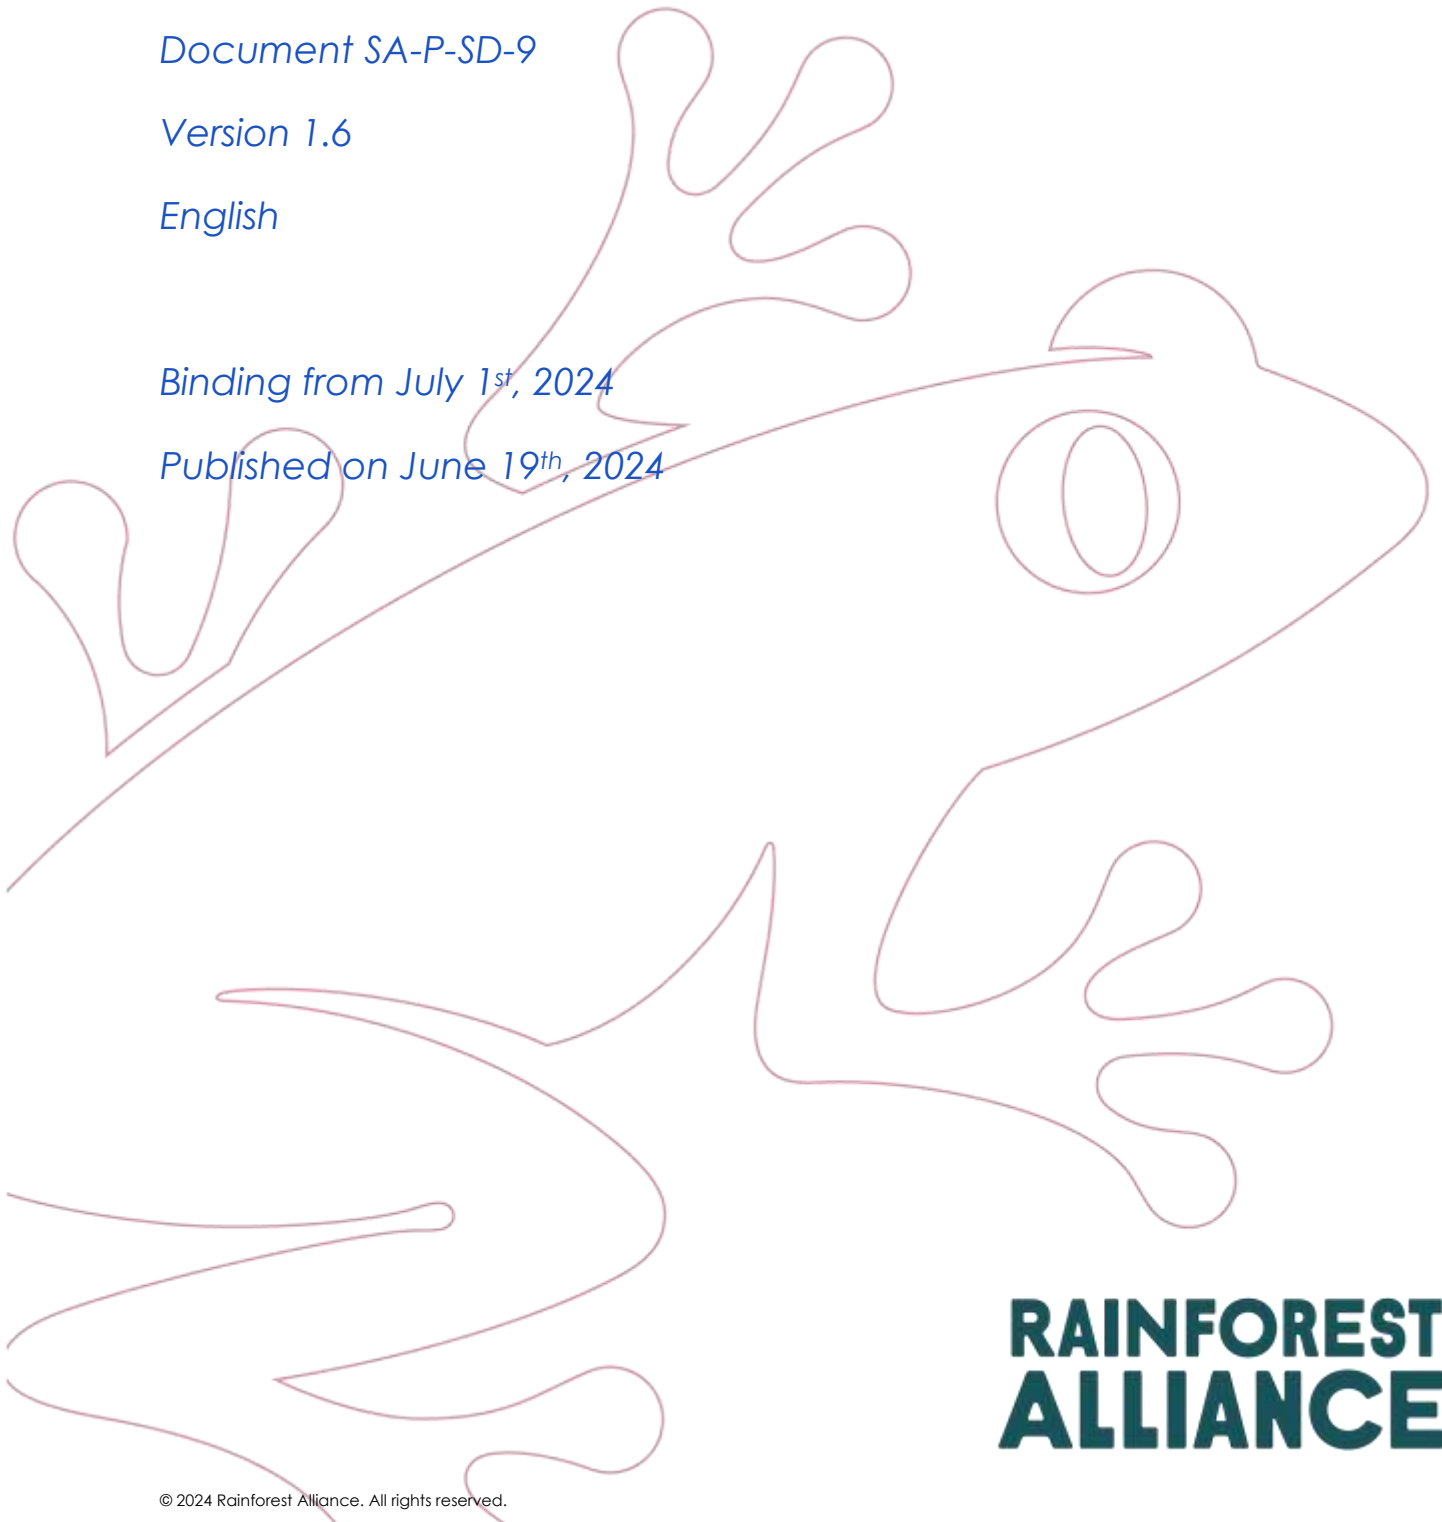 Document SA-P-SD-9
Version 1.6
English
Binding from July 1st, 2024
Published on June 19th, 2024
RAINFOREST
ALLIANCE
© 2024 Rainforest Alliance. All rights reserved.